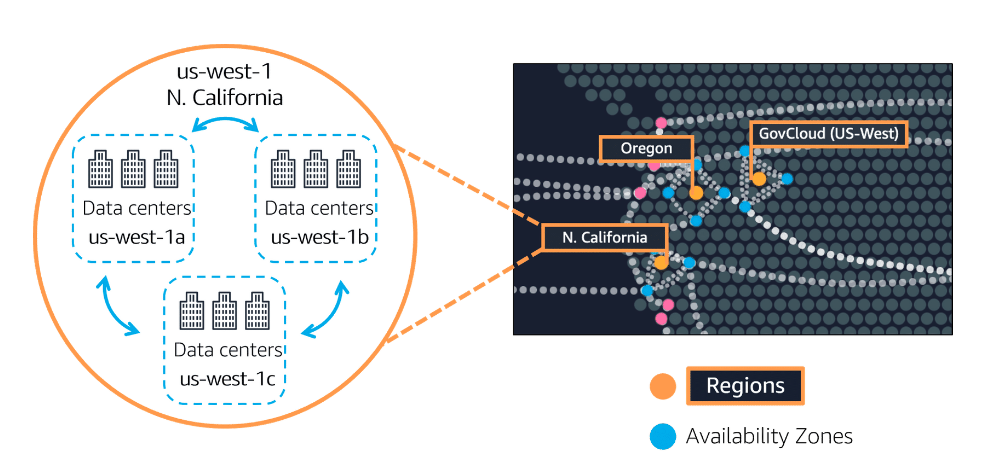 us-west-1
N. California
Data centers
us-west-1a
Data centers
us-west-1b
Data centers
us-west-1c
GovCloud (US-West)
Oregon
N. California
Regions
Availability Zones